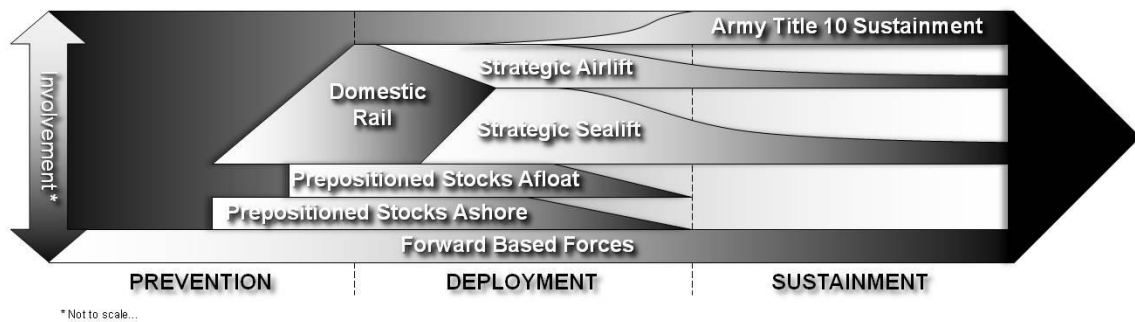 Involvement*
Army Title 10 Sustainment
Strategic Airlift
Domestic
Rail
Strategic Sealift
Prepositioned Stocks Afloat
Prepositioned Stocks Ashore
Forward Based Forces
PREVENTION
DEPLOYMENT
SUSTAINMENT
* Not to scale...